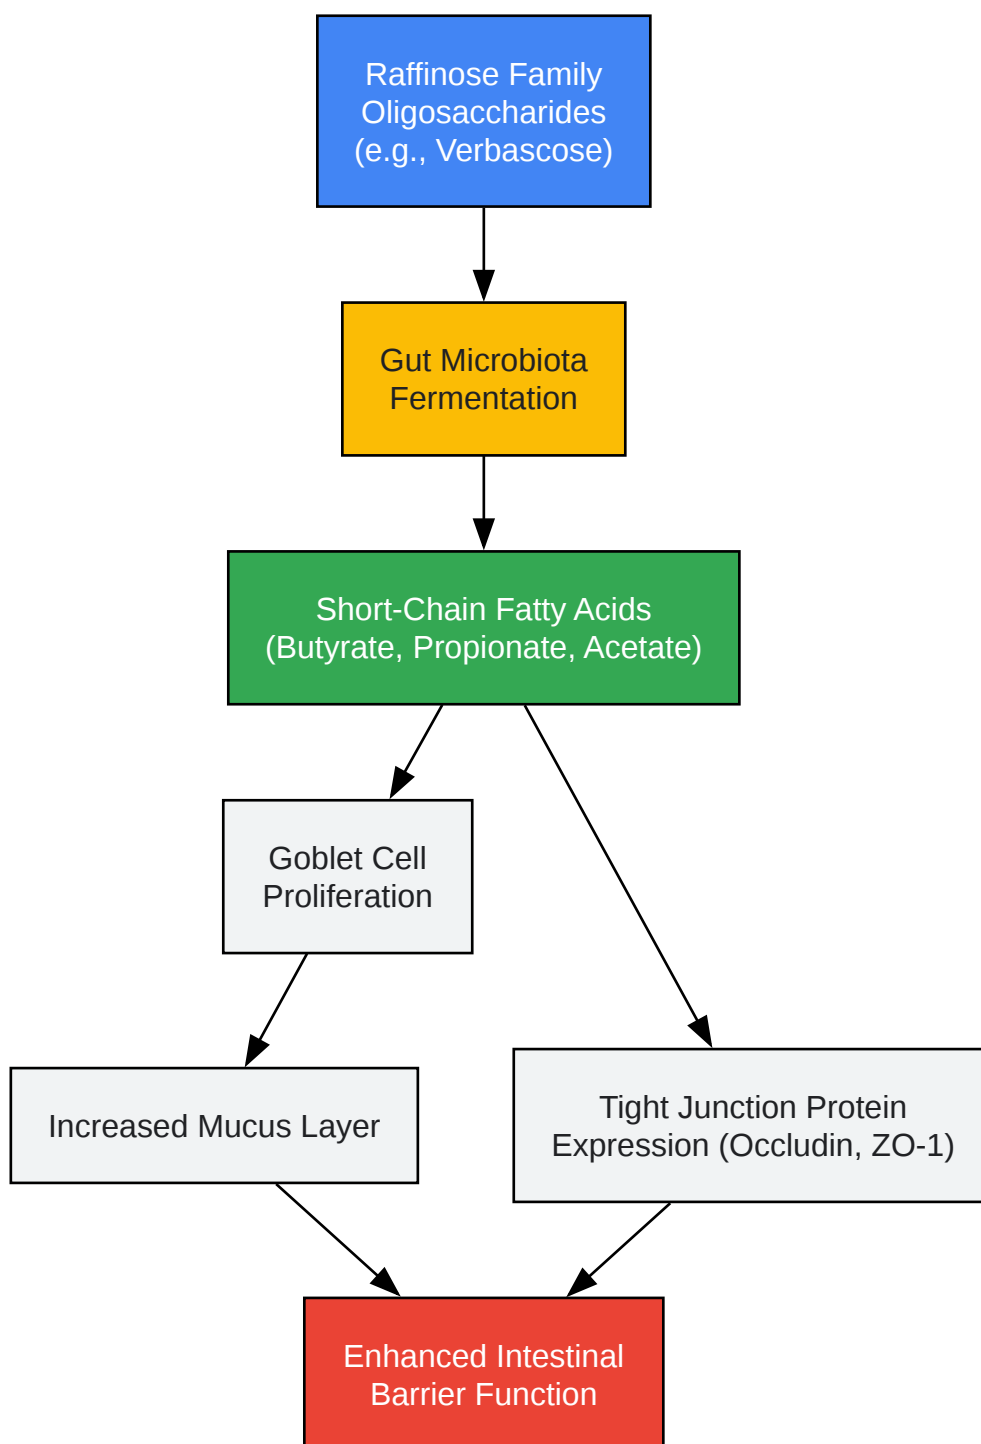 Raffinose Family
Oligosaccharides
(e.g., Verbascose)
Gut Microbiota
Fermentation
Short-Chain Fatty Acids
(Butyrate, Propionate, Acetate)
Goblet Cell
Proliferation
Increased Mucus Layer
Tight Junction Protein
Expression (Occludin, ZO-1)
Enhanced Intestinal
Barrier Function